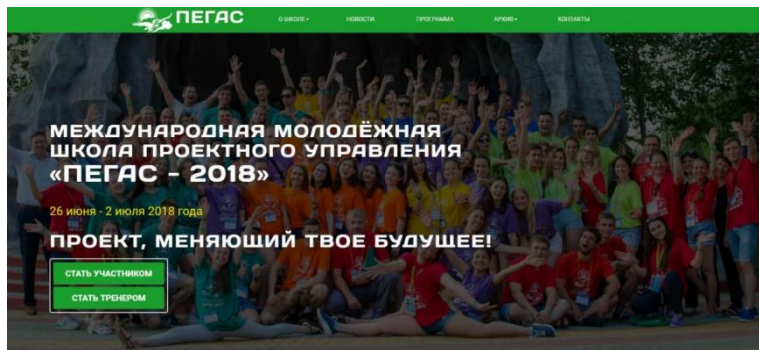 ПЕГАС
О ШКОЛЕ
НОВОСТИ
ПРОГРАММА
АРХИВ
КОНТАКТЫ
МЕЖДУНАРОДНАЯ МОЛОДЁЖНАЯ
ШКОЛА ПРОЕКТНОГО УПРАВЛЕНИЯ
«ПЕГАС - 2018»
26 июня - 2 июля 2018 года
ПРОЕКТ, МЕНЯЮЩИЙ ТВОЕ БУДУЩЕЕ!
СТАТЬ УЧАСТНИКОМ
СТАТЬ ТРЕНЕРОМ